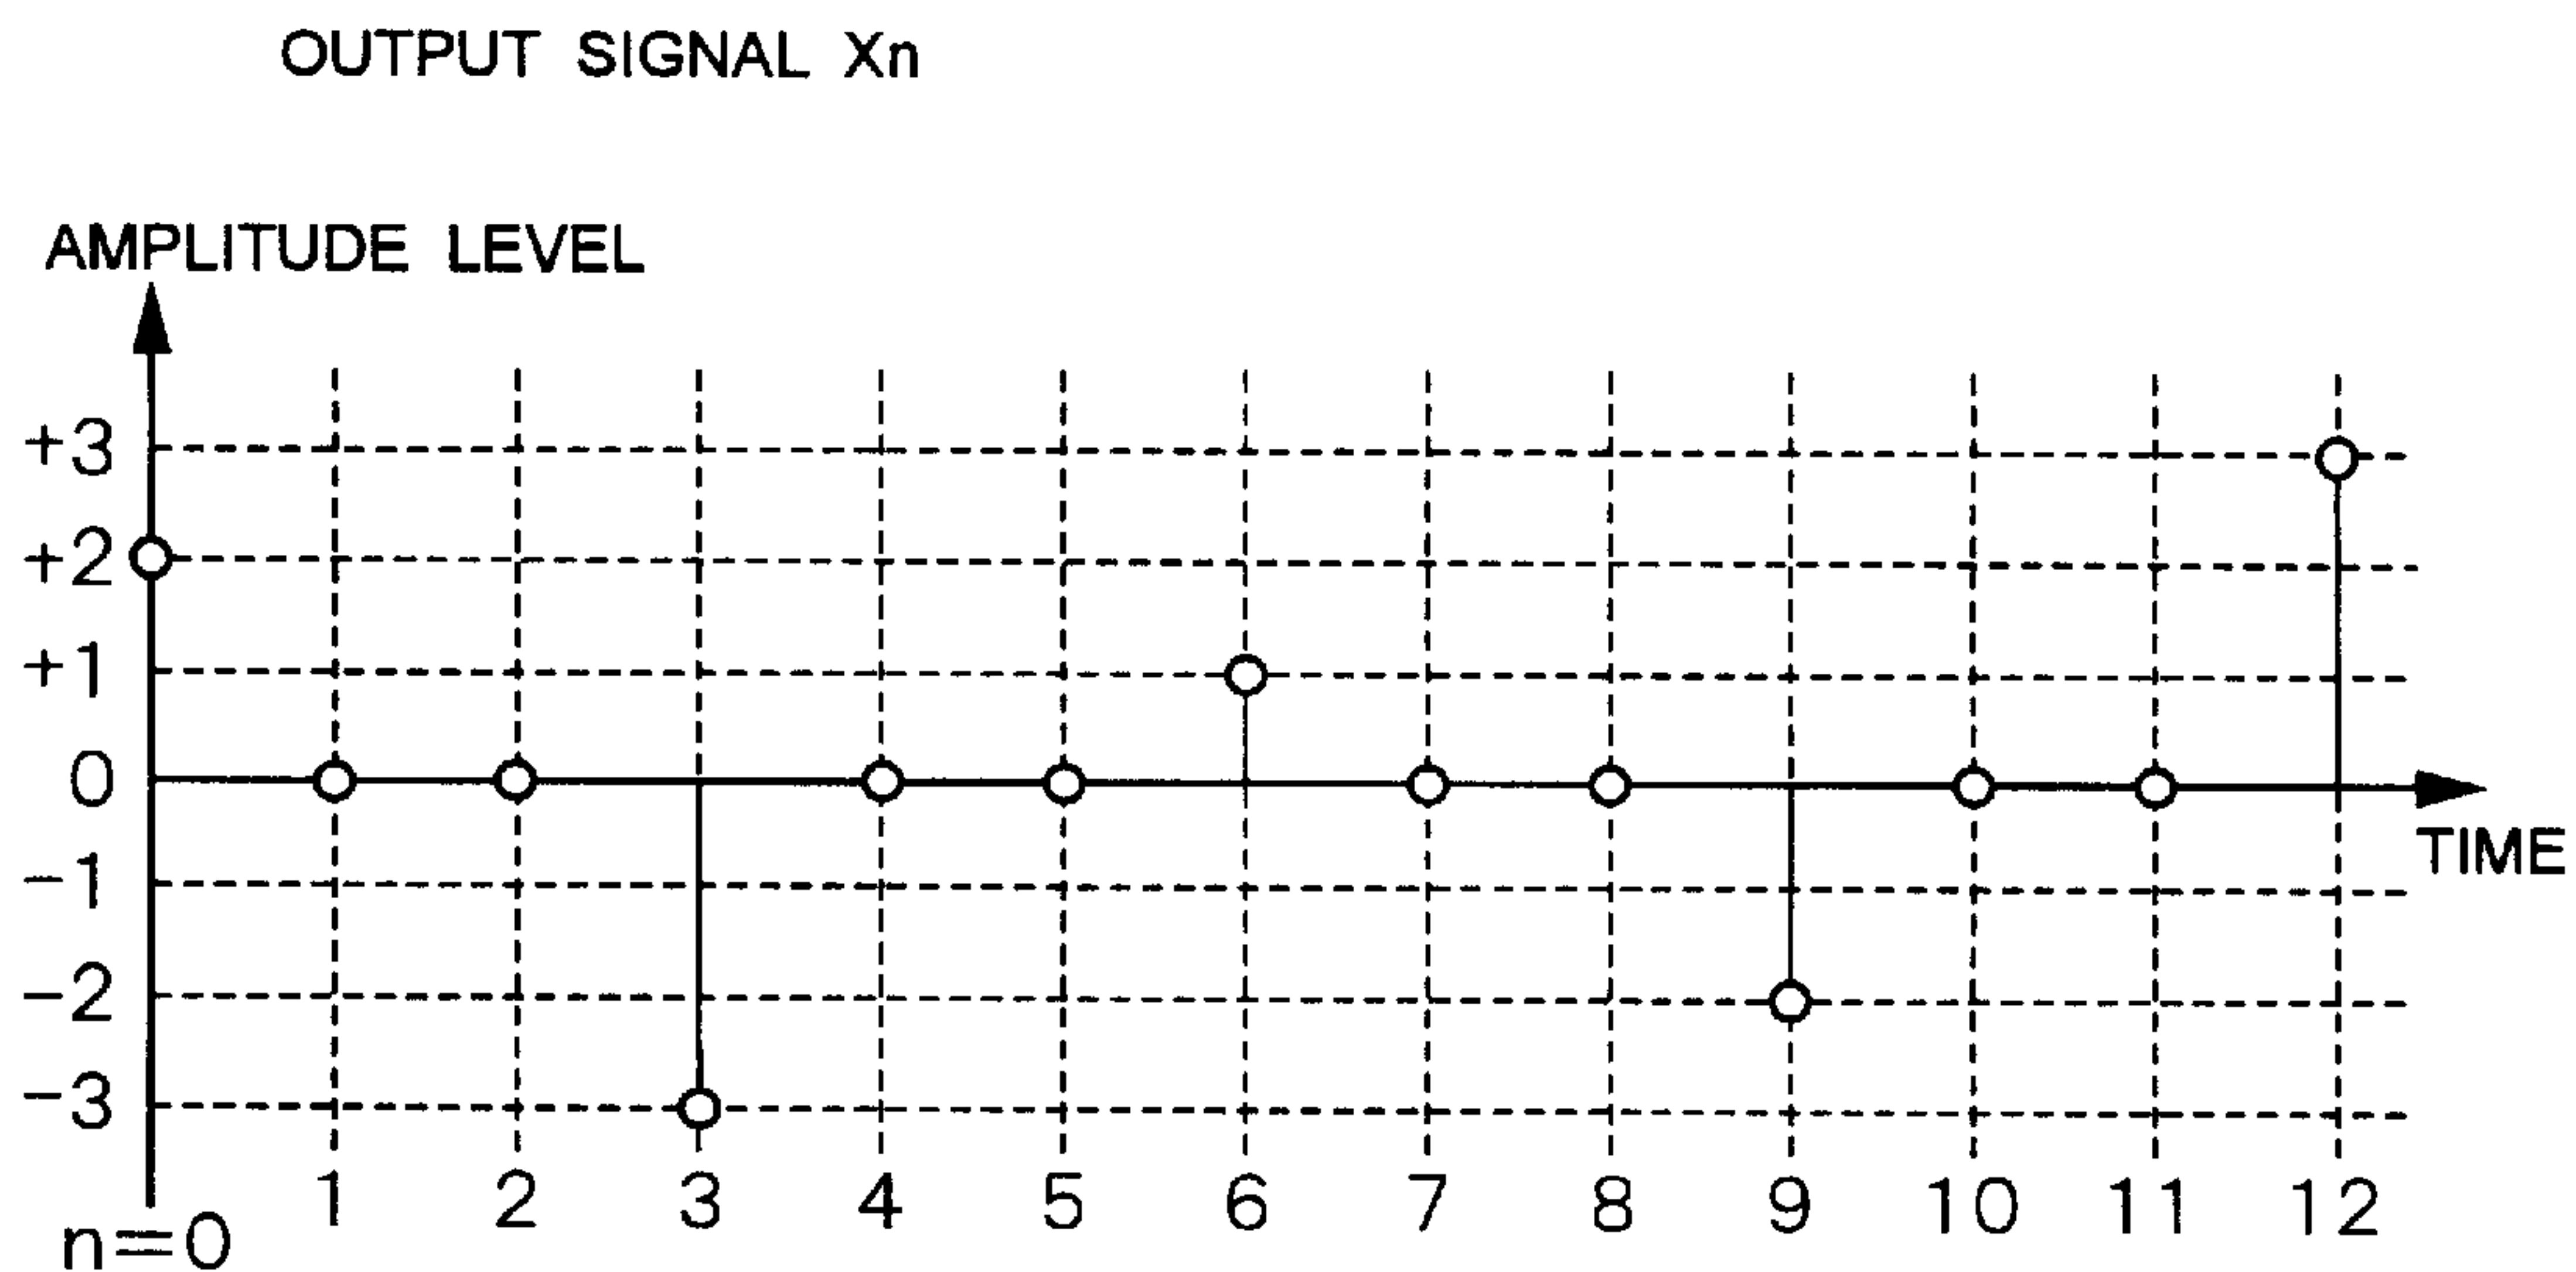 OUTPUT SIGNAL Xn
AMPLITUDE LEVEL
+3
+2
+1
0
−1
−2
−3
TIME
n=0 1 2 3 4 5 6 7 8 9 10 11 12